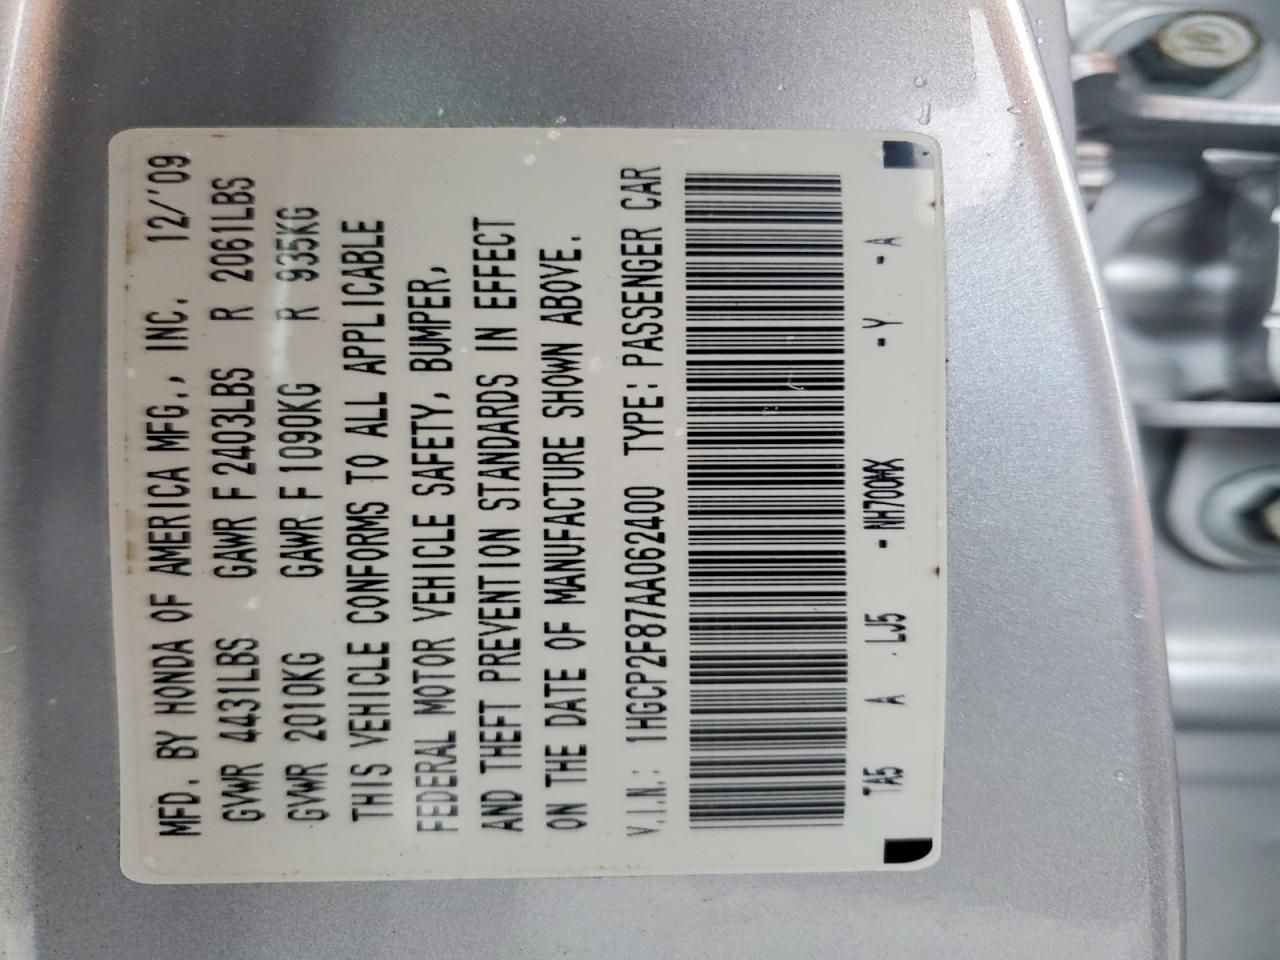 MFD. BY HONDA OF AMERICA MFG., INC. 12/'09
GVWR 4431LBS GAWR F 2403LBS R 2061LBS
GVWR 2010KG GAWR F 1090KG R 935KG
THIS VEHICLE CONFORMS TO ALL APPLICABLE
FEDERAL MOTOR VEHICLE SAFETY, BUMPER,
AND THEFT PREVENTION STANDARDS IN EFFECT
ON THE DATE OF MANUFACTURE SHOWN ABOVE.
V.I.N.: 1HGCP2F87AA062400 TYPE: PASSENGER CAR
TA5 A LJ5 - NH700MX - Y - A